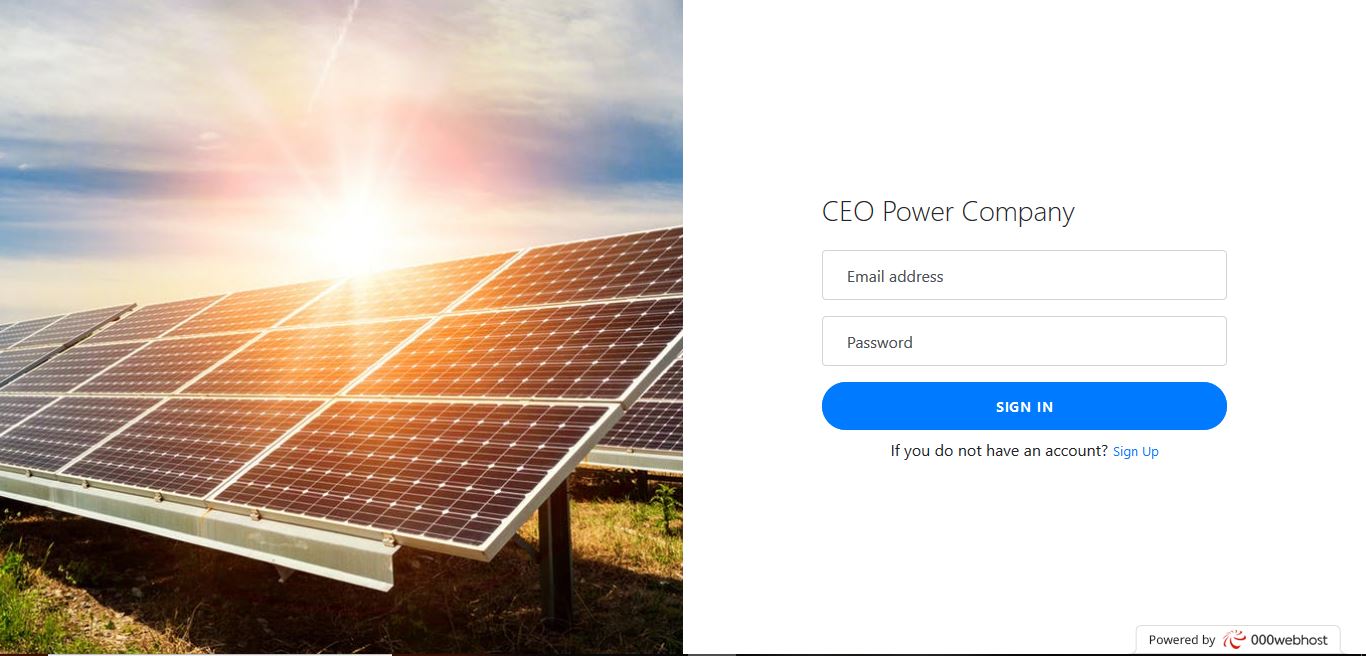 CEO Power Company
Email address
Password
SIGN IN
If you do not have an account? Sign Up
Powered by 000webhost